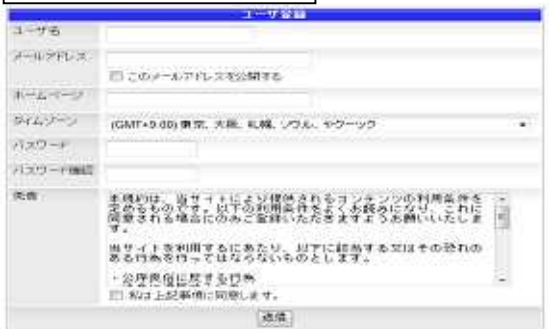 ユーザ登録
ユーザ名
メールアドレス
このメールアドレスを公開する
ホームページ
タイムゾーン
(GMT+9:00) 東京、大阪、札幌、ソウル、ヤクーツク
パスワード
パスワード確認
免責
本規約は、当サイトにより提供されるコンテンツの利用条件を
定めるものです。以下の利用条件をよくお読みになり、これに
同意される場合にのみご登録いただきますようお願いいたしま
す。
当サイトを利用するにあたり、以下に該当する又はその恐れの
ある行為を行ってはならないものとします。
・公序良俗に反する行為
私は上記事項に同意します。
送信